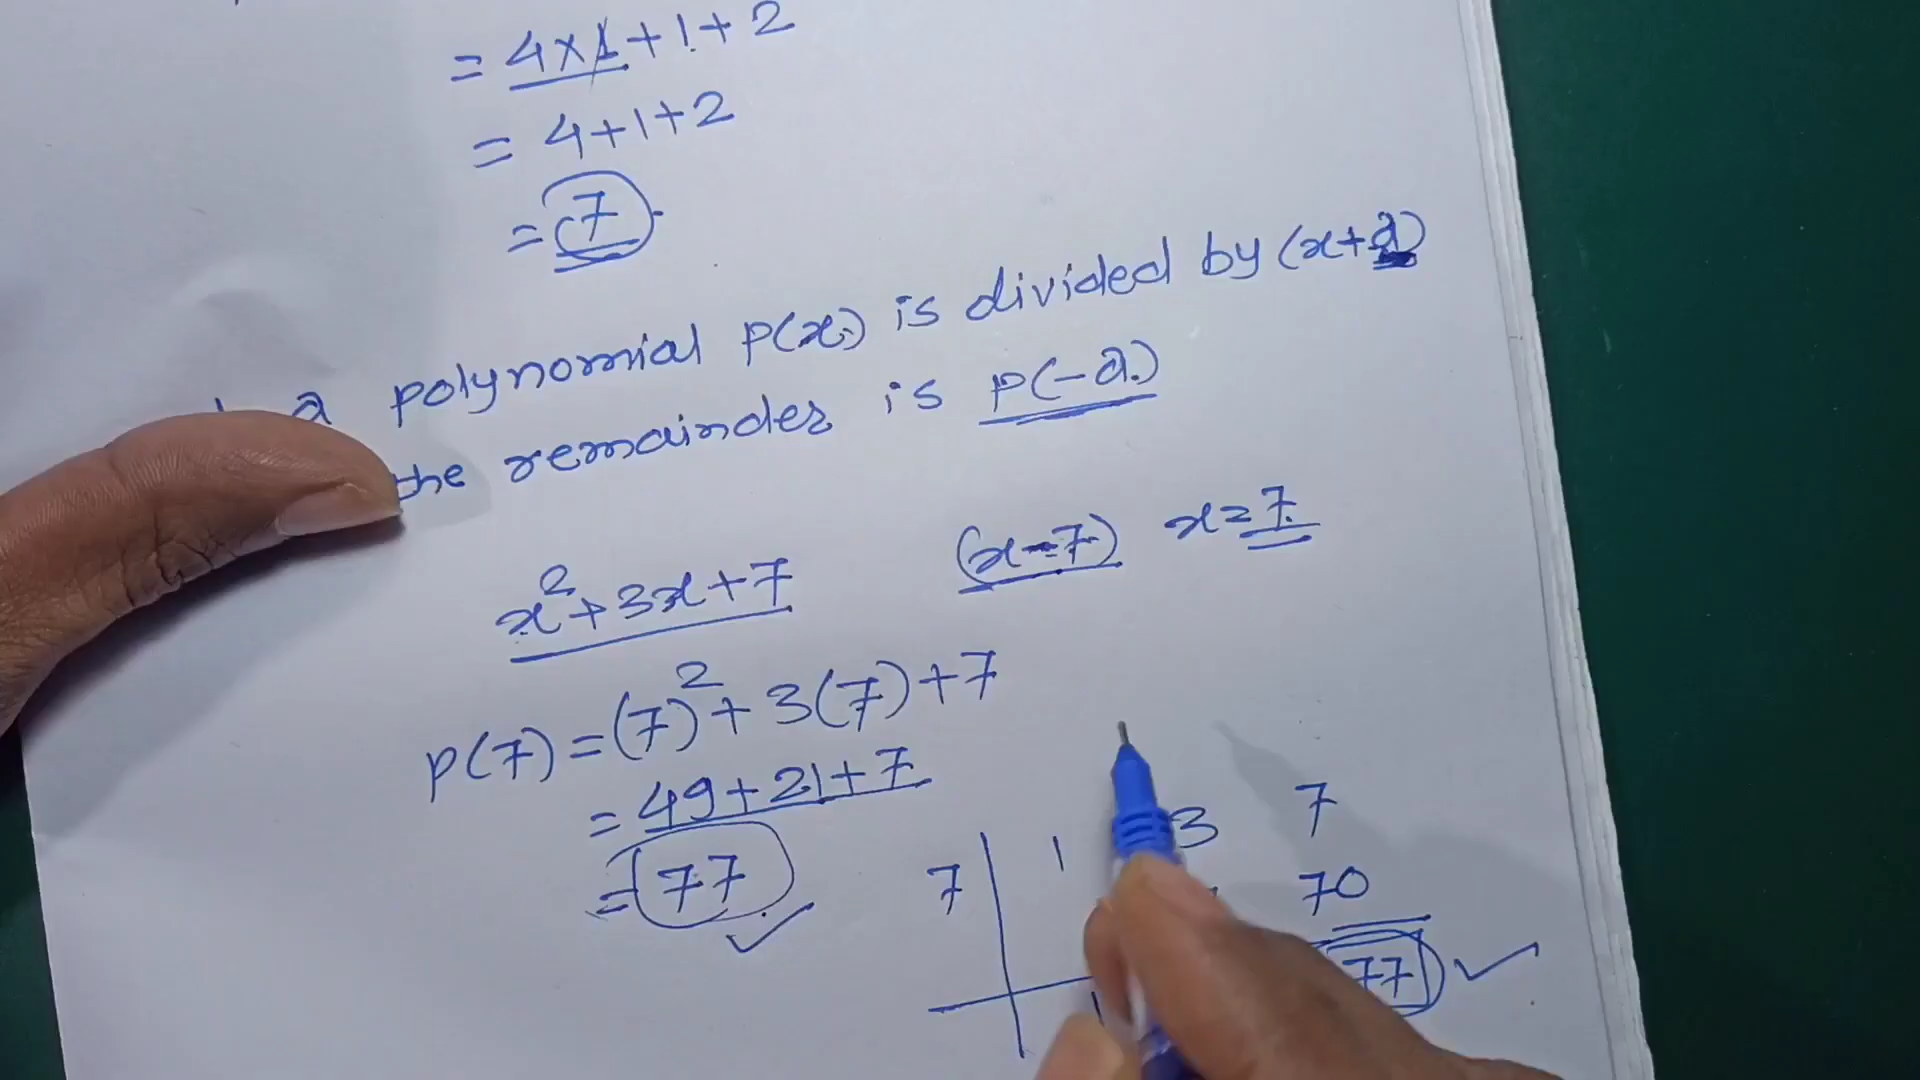 = 4×1+1+2
= 4+1+2
= 7
a polynomial P(x) is divided by (x+a)
the remainder is P(-a)
(x-7) x=7
x²+3x+7
P(7) = (7)²+3(7)+7
= 49+21+7
= 77
7 1 3 7
70
1 77